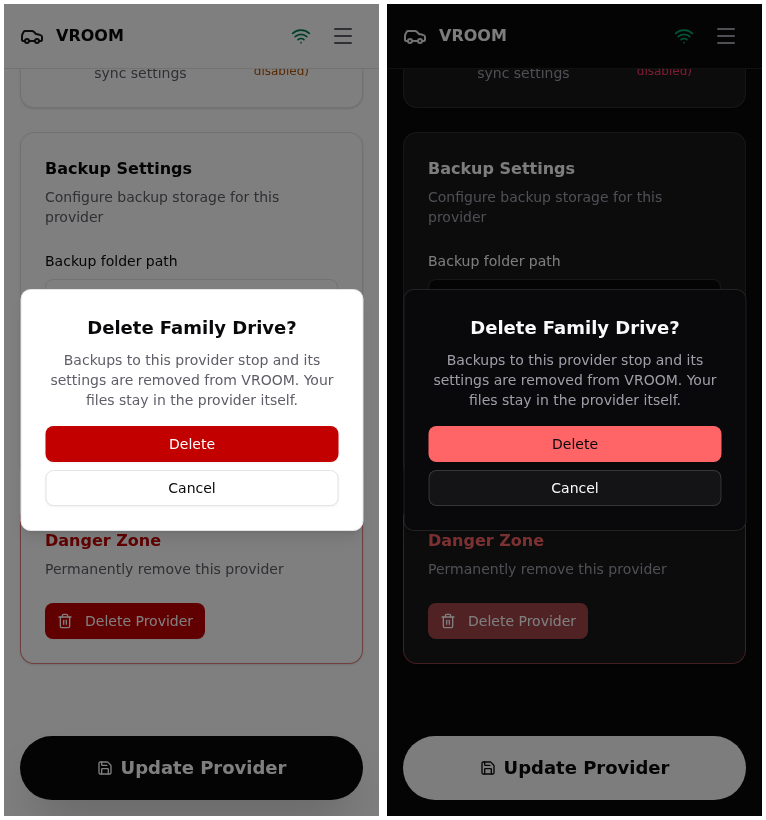 VROOM
sync settings
disabled)
Backup Settings
Configure backup storage for this
provider
Backup folder path
Delete Family Drive?
Backups to this provider stop and its
settings are removed from VROOM. Your
files stay in the provider itself.
Delete
Cancel
Danger Zone
Permanently remove this provider
Delete Provider
Update Provider
VROOM
sync settings
disabled)
Backup Settings
Configure backup storage for this
provider
Backup folder path
Delete Family Drive?
Backups to this provider stop and its
settings are removed from VROOM. Your
files stay in the provider itself.
Delete
Cancel
Danger Zone
Permanently remove this provider
Delete Provider
Update Provider